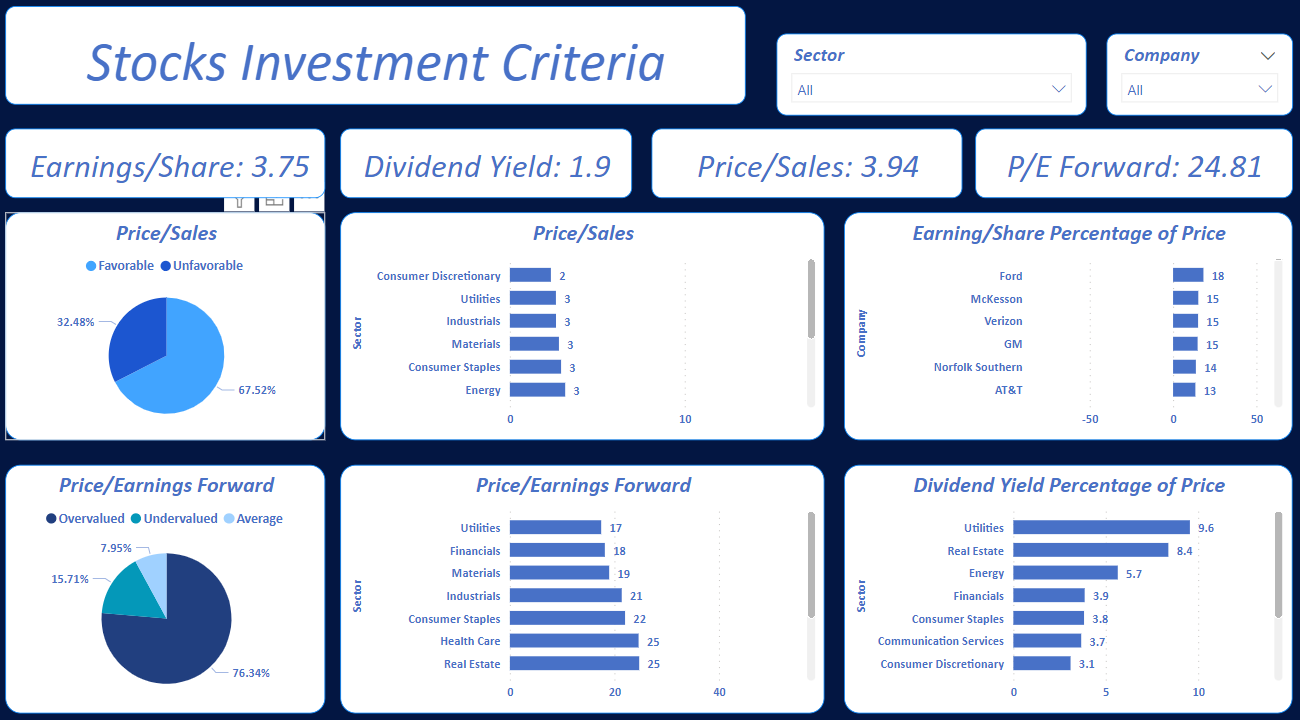 Stocks Investment Criteria
Sector
All
Company
All
Earnings/Share: 3.75
Dividend Yield: 1.9
Price/Sales: 3.94
P/E Forward: 24.81
Price/Sales
Favorable Unfavorable
32.48%
67.52%
Price/Sales
Sector
Consumer Discretionary 2
Utilities 3
Industrials 3
Materials 3
Consumer Staples 3
Energy 3
0 10
Earning/Share Percentage of Price
Company
Ford 18
McKesson 15
Verizon 15
GM 15
Norfolk Southern 14
AT&T 13
-50 0 50
Price/Earnings Forward
Overvalued Undervalued Average
7.95%
15.71%
76.34%
Price/Earnings Forward
Sector
Utilities 17
Financials 18
Materials 19
Industrials 21
Consumer Staples 22
Health Care 25
Real Estate 25
0 20 40
Dividend Yield Percentage of Price
Sector
Utilities 9.6
Real Estate 8.4
Energy 5.7
Financials 3.9
Consumer Staples 3.8
Communication Services 3.7
Consumer Discretionary 3.1
0 5 10